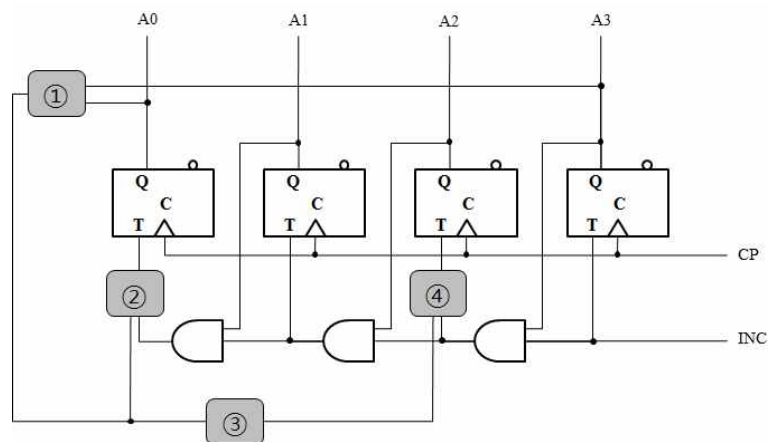 A0 A1 A2 A3
①
Q Q Q Q
C C C C
T T T T
CP
② ④
INC
③